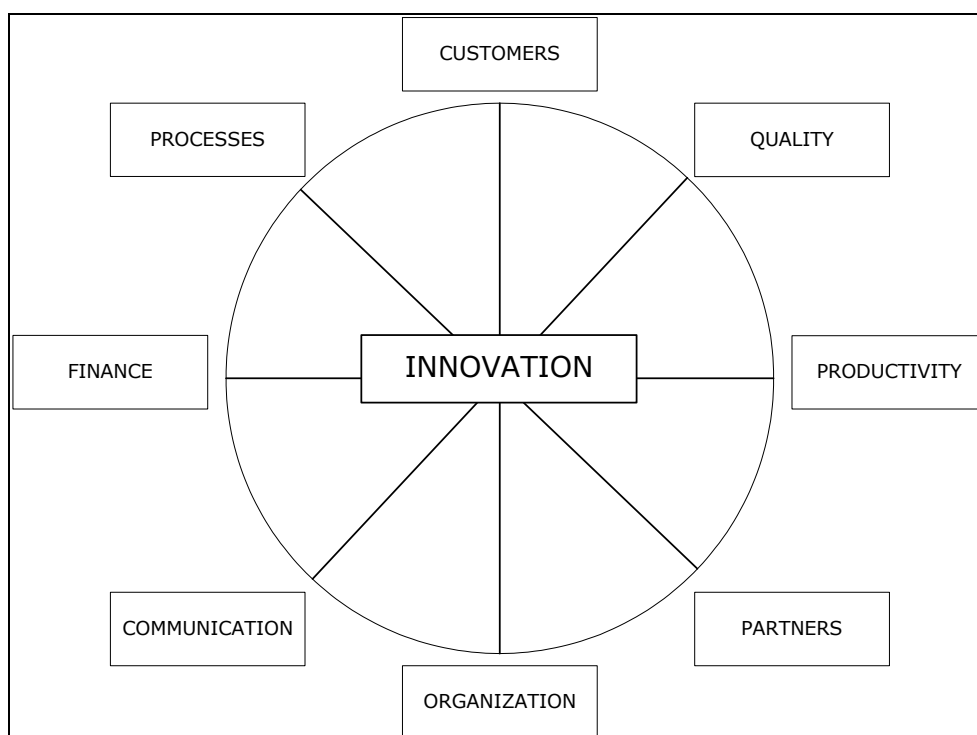 CUSTOMERS
PROCESSES
QUALITY
FINANCE
INNOVATION
PRODUCTIVITY
COMMUNICATION
PARTNERS
ORGANIZATION